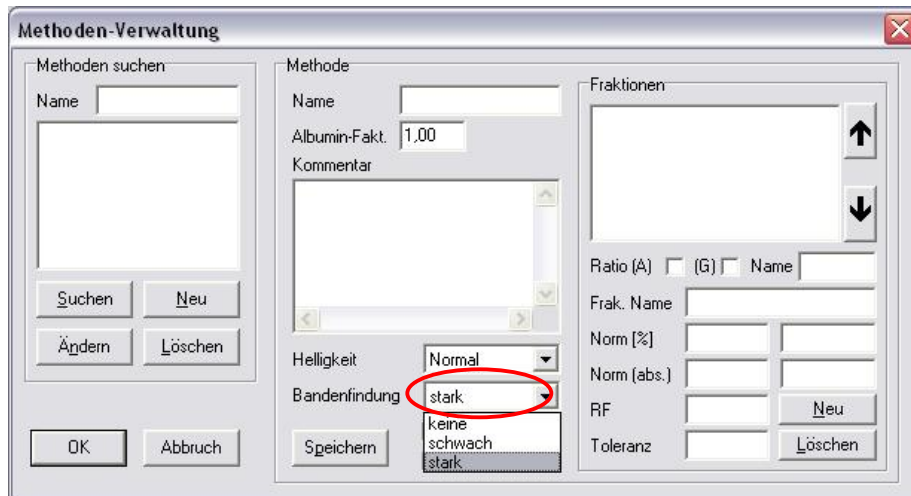 Methoden-Verwaltung
Methoden suchen
Name
Suchen
Neu
Ändern
Löschen
OK
Abbruch
Methode
Name
Albumin-Fakt. 1,00
Kommentar
Helligkeit Normal
Bandenfindung stark
keine
schwach
stark
Speichern
Fraktionen
Ratio (A) (G) Name
Frak. Name
Norm [%]
Norm (abs.)
RF
Neu
Toleranz
Löschen